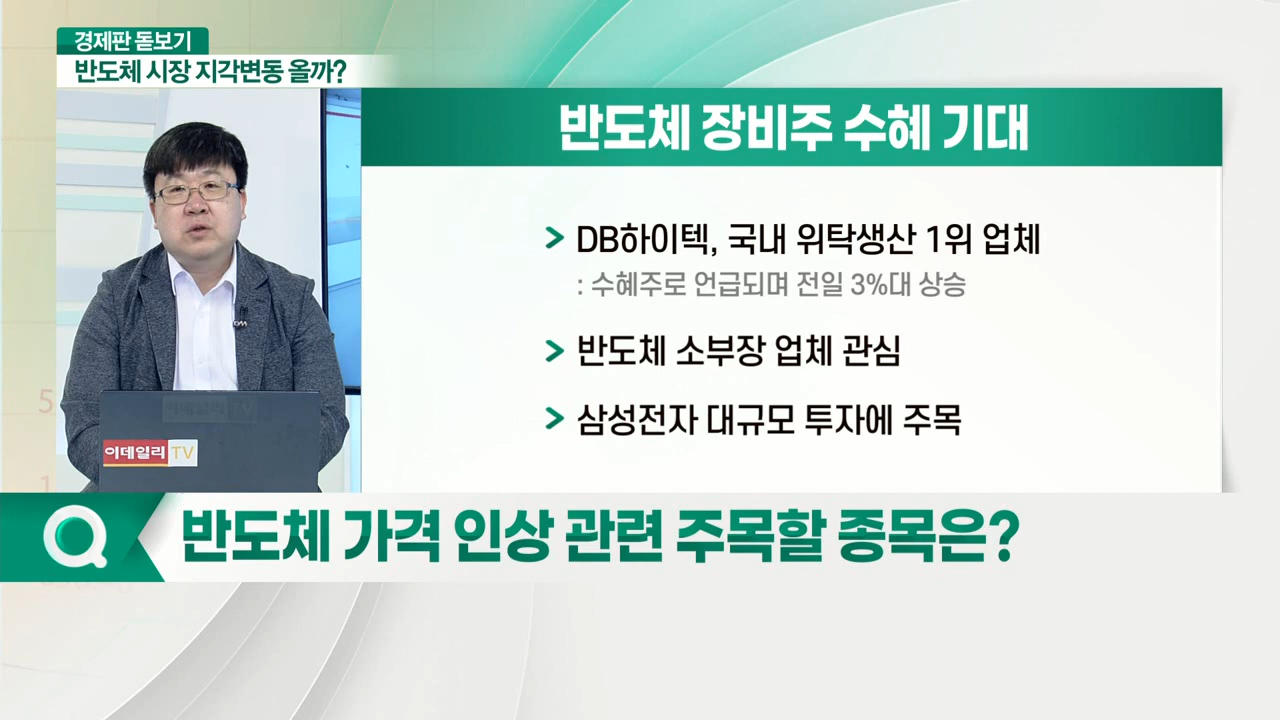 경제판 돋보기
반도체 시장 지각변동 올까?
반도체 장비주 수혜 기대
> DB하이텍, 국내 위탁생산 1위 업체
: 수혜주로 언급되며 전일 3%대 상승
> 반도체 소부장 업체 관심
> 삼성전자 대규모 투자에 주목
이데일리 TV
이데일리TV
Q 반도체 가격 인상 관련 주목할 종목은?